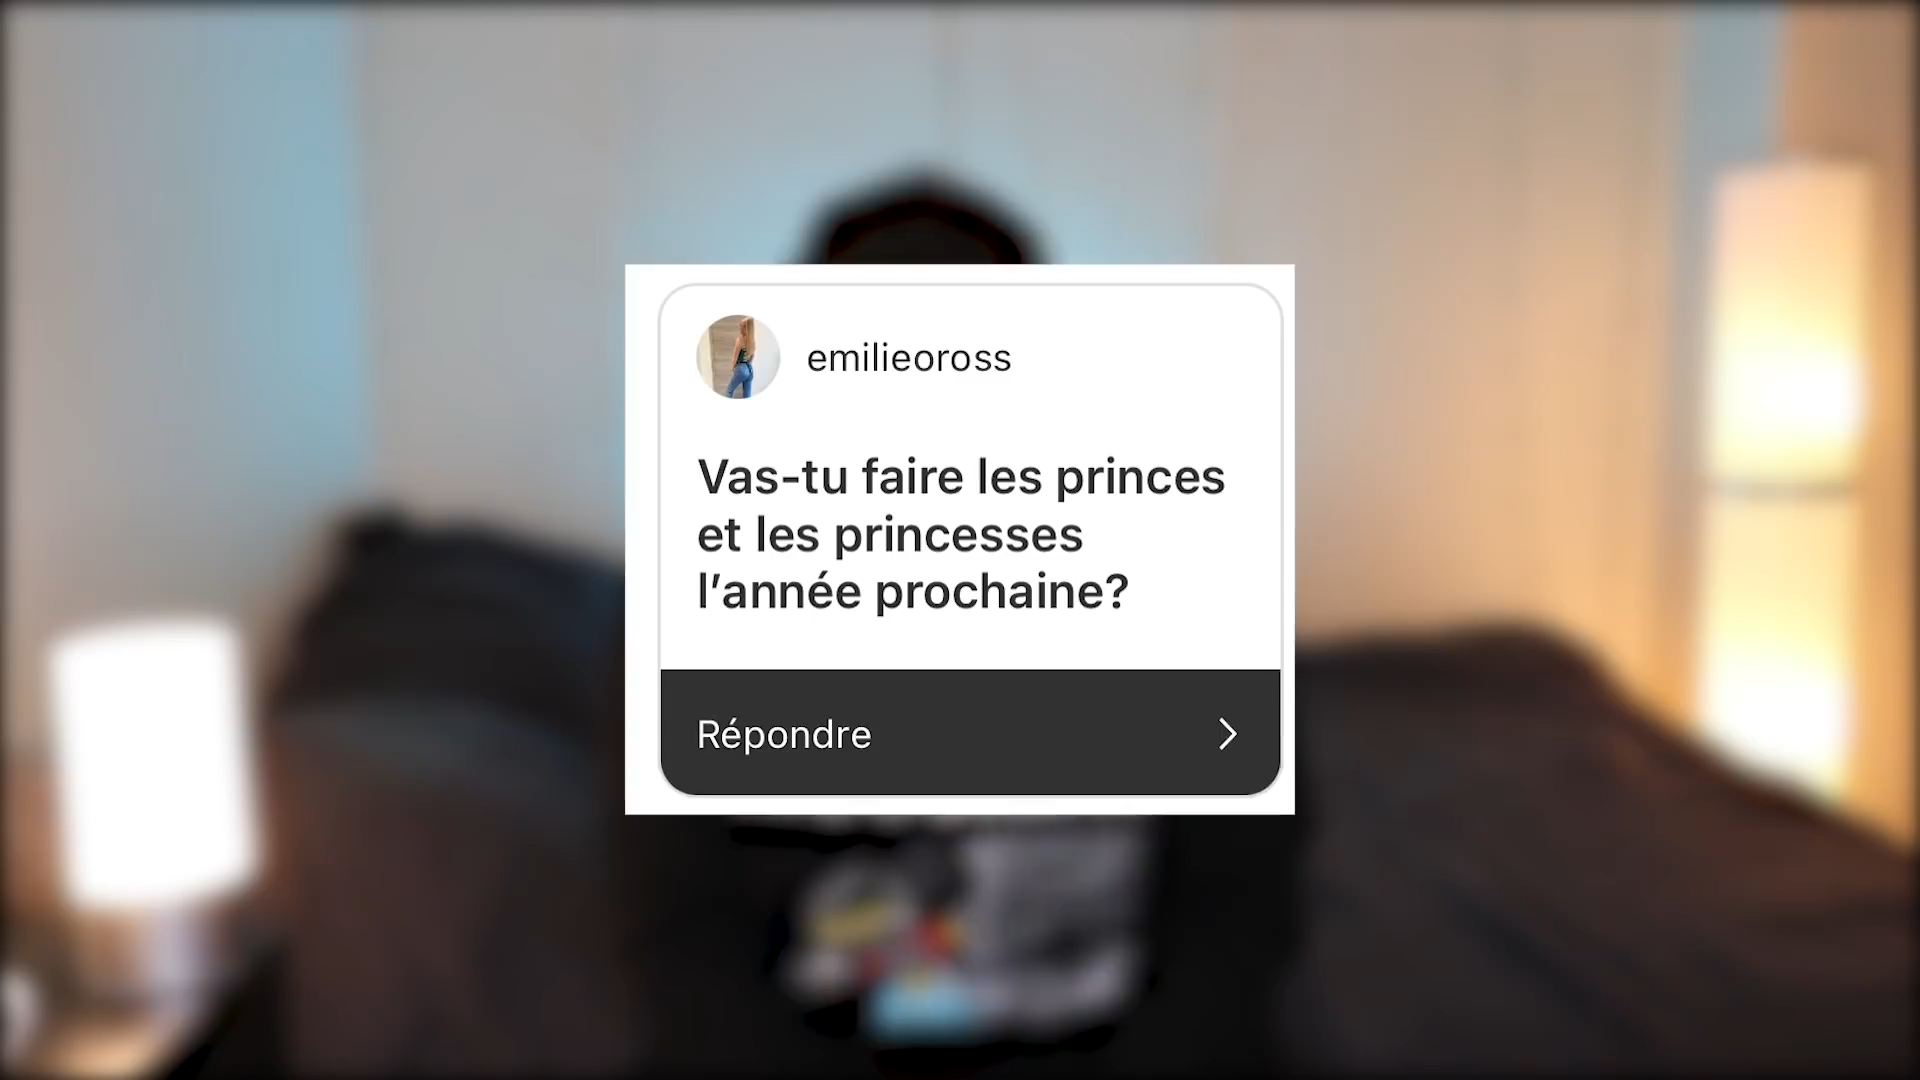 emilieoross
Vas-tu faire les princes
et les princesses
l’année prochaine?
Répondre